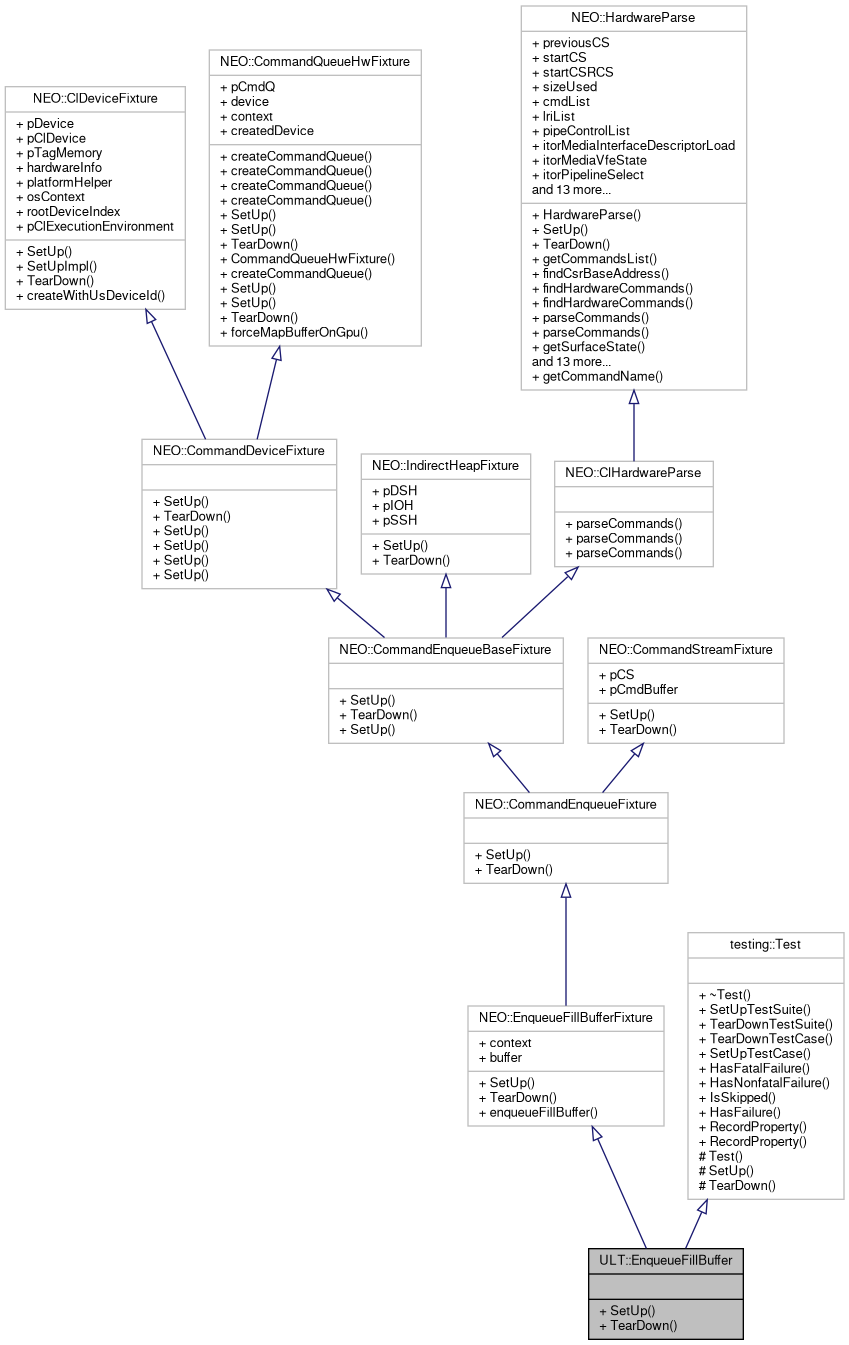 NEO::HardwareParse
+ previousCS
+ startCS
+ startCSRCS
+ sizeUsed
+ cmdList
+ lriList
+ pipeControlList
+ itorMediaInterfaceDescriptorLoad
+ itorMediaVfeState
+ itorPipelineSelect
and 13 more...
+ HardwareParse()
+ SetUp()
+ TearDown()
+ getCommandsList()
+ findCsrBaseAddress()
+ findHardwareCommands()
+ findHardwareCommands()
+ parseCommands()
+ parseCommands()
+ getSurfaceState()
and 13 more...
+ getCommandName()
NEO::CommandQueueHwFixture
+ pCmdQ
+ device
+ context
+ createdDevice
+ createCommandQueue()
+ createCommandQueue()
+ createCommandQueue()
+ createCommandQueue()
+ SetUp()
+ SetUp()
+ TearDown()
+ CommandQueueHwFixture()
+ createCommandQueue()
+ SetUp()
+ SetUp()
+ TearDown()
+ forceMapBufferOnGpu()
NEO::ClDeviceFixture
+ pDevice
+ pClDevice
+ pTagMemory
+ hardwareInfo
+ platformHelper
+ osContext
+ rootDeviceIndex
+ pClExecutionEnvironment
+ SetUp()
+ SetUpImpl()
+ TearDown()
+ createWithUsDeviceId()
NEO::CommandDeviceFixture
+ SetUp()
+ TearDown()
+ SetUp()
+ SetUp()
+ SetUp()
+ SetUp()
NEO::IndirectHeapFixture
+ pDSH
+ pIOH
+ pSSH
+ SetUp()
+ TearDown()
NEO::ClHardwareParse
+ parseCommands()
+ parseCommands()
+ parseCommands()
NEO::CommandEnqueueBaseFixture
+ SetUp()
+ TearDown()
+ SetUp()
NEO::CommandStreamFixture
+ pCS
+ pCmdBuffer
+ SetUp()
+ TearDown()
NEO::CommandEnqueueFixture
+ SetUp()
+ TearDown()
testing::Test
+ ~Test()
+ SetUpTestSuite()
+ TearDownTestSuite()
+ TearDownTestCase()
+ SetUpTestCase()
+ HasFatalFailure()
+ HasNonfatalFailure()
+ IsSkipped()
+ HasFailure()
+ RecordProperty()
+ RecordProperty()
# Test()
# SetUp()
# TearDown()
NEO::EnqueueFillBufferFixture
+ context
+ buffer
+ SetUp()
+ TearDown()
+ enqueueFillBuffer()
ULT::EnqueueFillBuffer
+ SetUp()
+ TearDown()